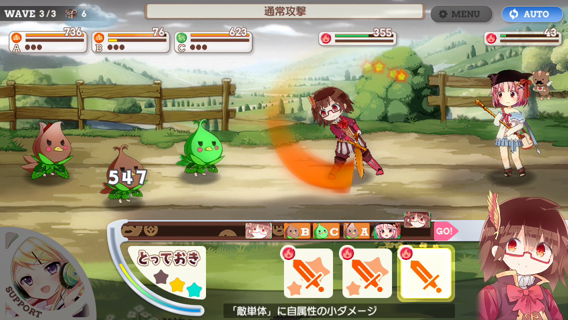 WAVE 3/3 6
通常攻撃
MENU
AUTO
736
A
76
B
623
C
355
43
547
B
C
A
GO!
とっておき
SUPPORT
「敵単体」に自属性の小ダメージ